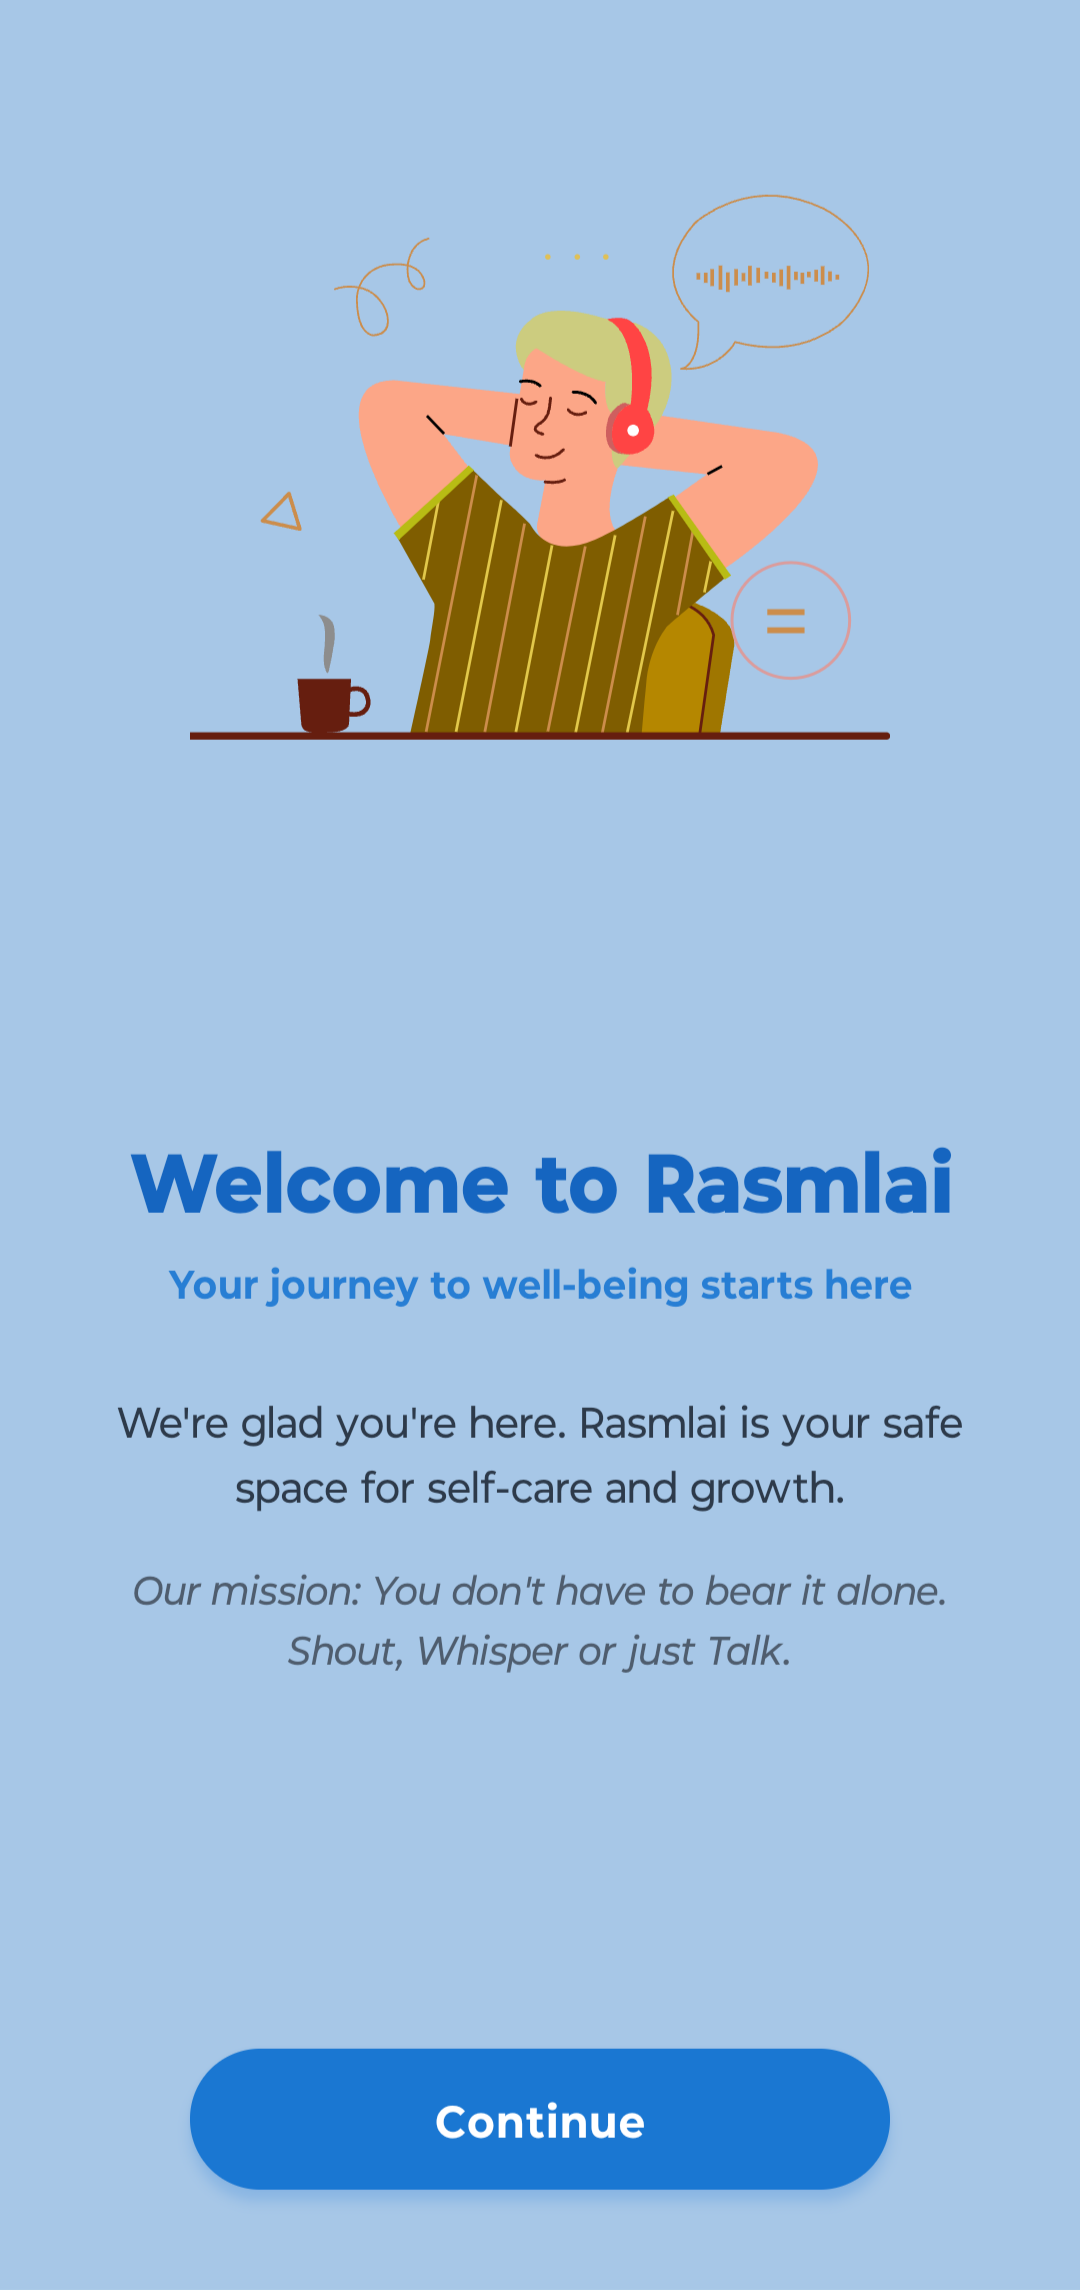 Welcome to Rasmlai
Your journey to well-being starts here
We're glad you're here. Rasmlai is your safe
space for self-care and growth.
Our mission: You don't have to bear it alone.
Shout, Whisper or just Talk.
Continue